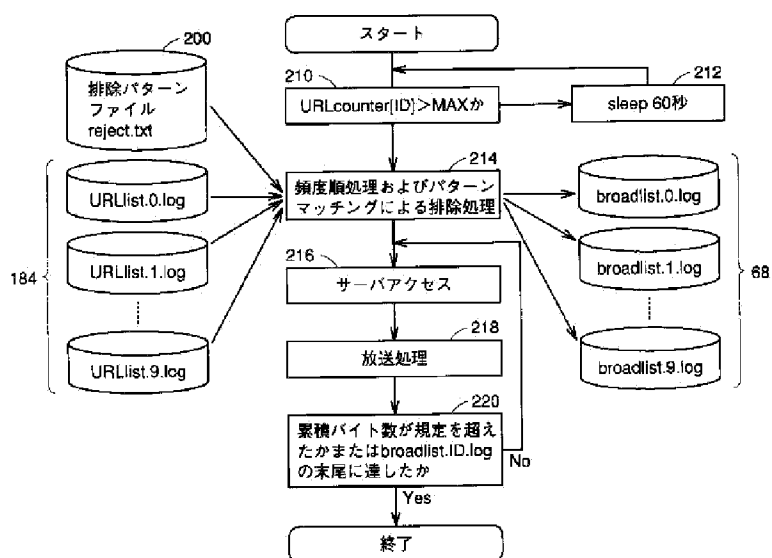 スタート
200
排除パターン
ファイル
reject.txt
210
URLcounter[ID]>MAXか
212
sleep 60秒
214
頻度順処理およびパターン
マッチングによる排除処理
184
URLlist.0.log
URLlist.1.log
URLlist.9.log
broadlist.0.log
broadlist.1.log
broadlist.9.log
68
216
サーバアクセス
218
放送処理
220
累積バイト数が規定を超え
たかまたはbroadlist.ID.log
の末尾に達したか
No
Yes
終了